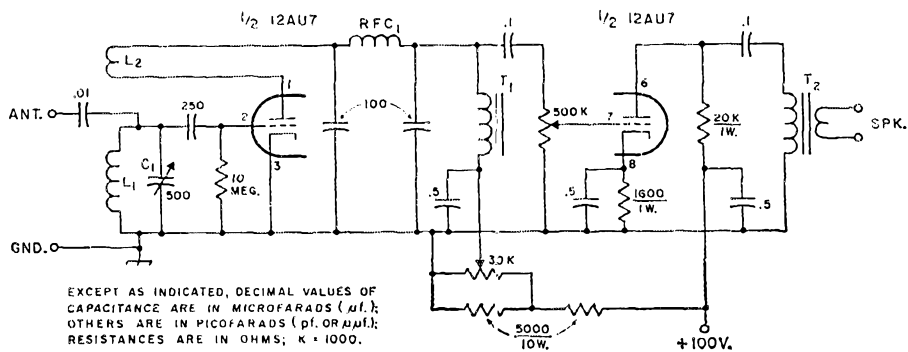 1/2 12AU7
RFC1
.1
1/2 12AU7
.1
L2
1
6
T1
T2
.01
ANT.
250
2
100
500K
7
20K
1W.
SPK.
3
8
L1
C1
500
10
MEG.
.5
.5
1600
1W.
.5
GND.
EXCEPT AS INDICATED, DECIMAL VALUES OF
CAPACITANCE ARE IN MICROFARADS (µf.);
OTHERS ARE IN PICOFARADS (pf. OR µµf.);
RESISTANCES ARE IN OHMS; K = 1000.
5000
10W.
+100V.